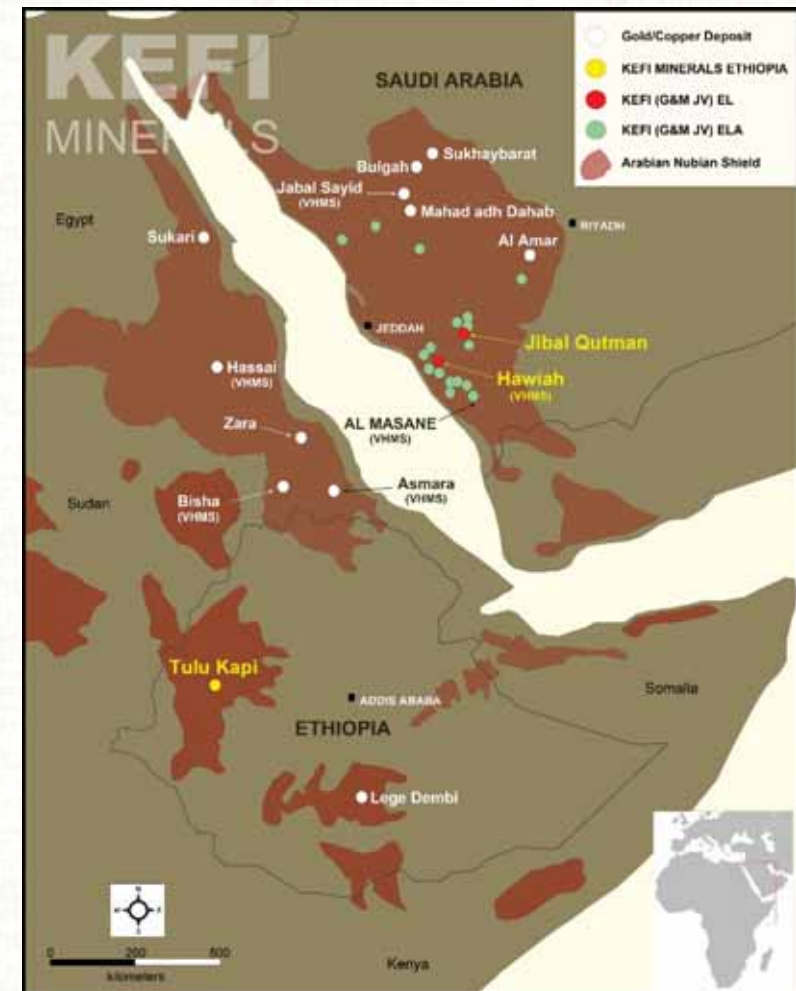 KEFI
MINERALS
SAUDI ARABIA
Gold/Copper Deposit
KEFI MINERALS ETHIOPIA
KEFI (G&M JV) EL
KEFI (G&M JV) ELA
Arabian Nubian Shield
Sukhaybarat
Bulgah
Jabal Sayid
(VHMS)
Mahad adh Dahab
Egypt
Sukari
RIYADH
Al Amar
JEDDAH
Jibal Qutman
Hawiah
(VHMS)
Hassai
(VHMS)
AL MASANE
(VHMS)
Zara
Sudan
Bisha
(VHMS)
Asmara
(VHMS)
Tulu Kapi
ADDIS ABABA
Somalia
ETHIOPIA
Lege Dembi
N
W
E
S
0 200 800
kilometers
Kenya